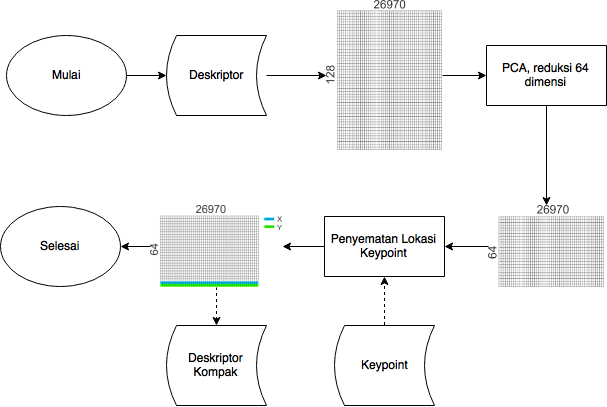 26970
Mulai
Deskriptor
128
PCA, reduksi 64
dimensi
26970
X
Y
26970
Selesai
64
Penyematan Lokasi
Keypoint
64
Deskriptor
Kompak
Keypoint